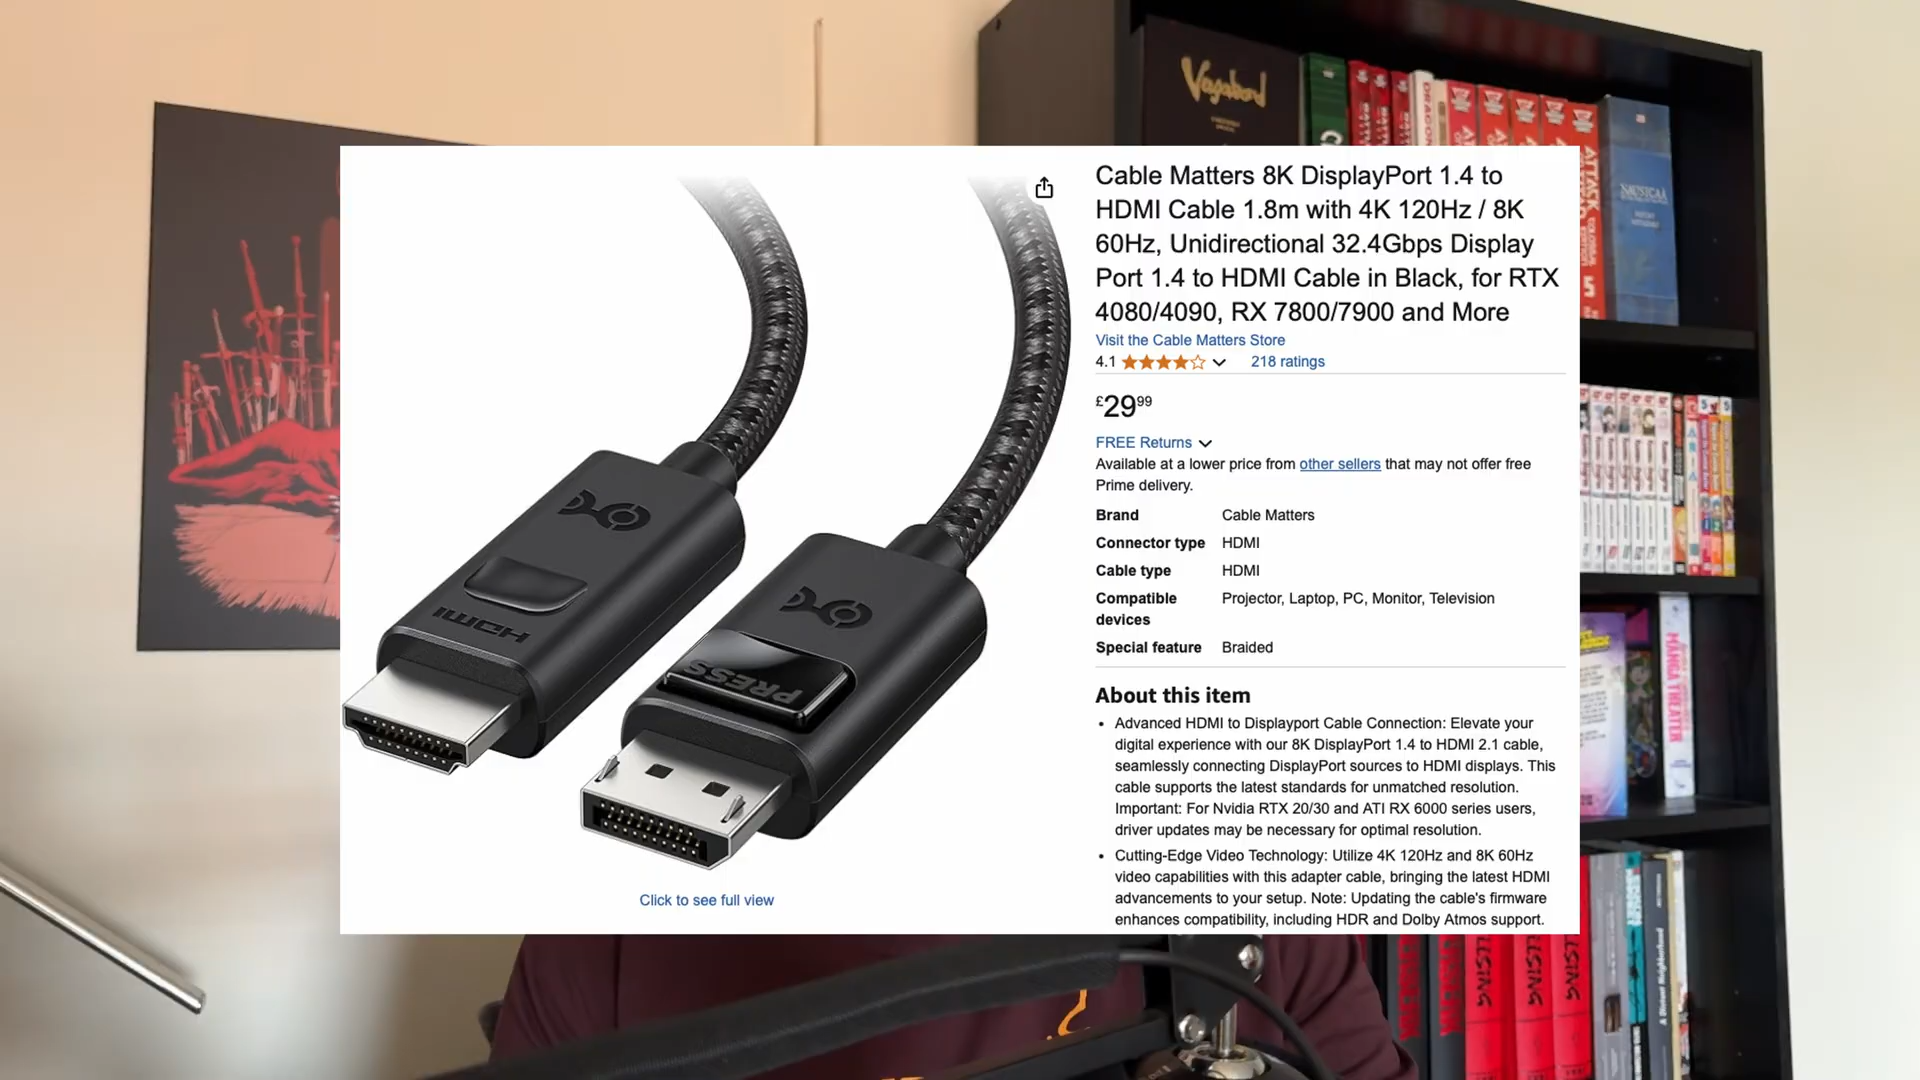 Vagabond
Cable Matters 8K DisplayPort 1.4 to
HDMI Cable 1.8m with 4K 120Hz / 8K
60Hz, Unidirectional 32.4Gbps Display
Port 1.4 to HDMI Cable in Black, for RTX
4080/4090, RX 7800/7900 and More
Visit the Cable Matters Store
4.1
218 ratings
£29⁹⁹
FREE Returns
Available at a lower price from other sellers that may not offer free
Prime delivery.
Brand Cable Matters
Connector type HDMI
Cable type HDMI
Compatible devices Projector, Laptop, PC, Monitor, Television
Special feature Braided
About this item
• Advanced HDMI to Displayport Cable Connection: Elevate your
digital experience with our 8K DisplayPort 1.4 to HDMI 2.1 cable,
seamlessly connecting DisplayPort sources to HDMI displays. This
cable supports the latest standards for unmatched resolution.
Important: For Nvidia RTX 20/30 and ATI RX 6000 series users,
driver updates may be necessary for optimal resolution.
• Cutting-Edge Video Technology: Utilize 4K 120Hz and 8K 60Hz
video capabilities with this adapter cable, bringing the latest HDMI
advancements to your setup. Note: Updating the cable's firmware
enhances compatibility, including HDR and Dolby Atmos support.
HDMI
PRESS
Click to see full view
NAUSICAÄ
ATTACK
5
MANGA THEATER